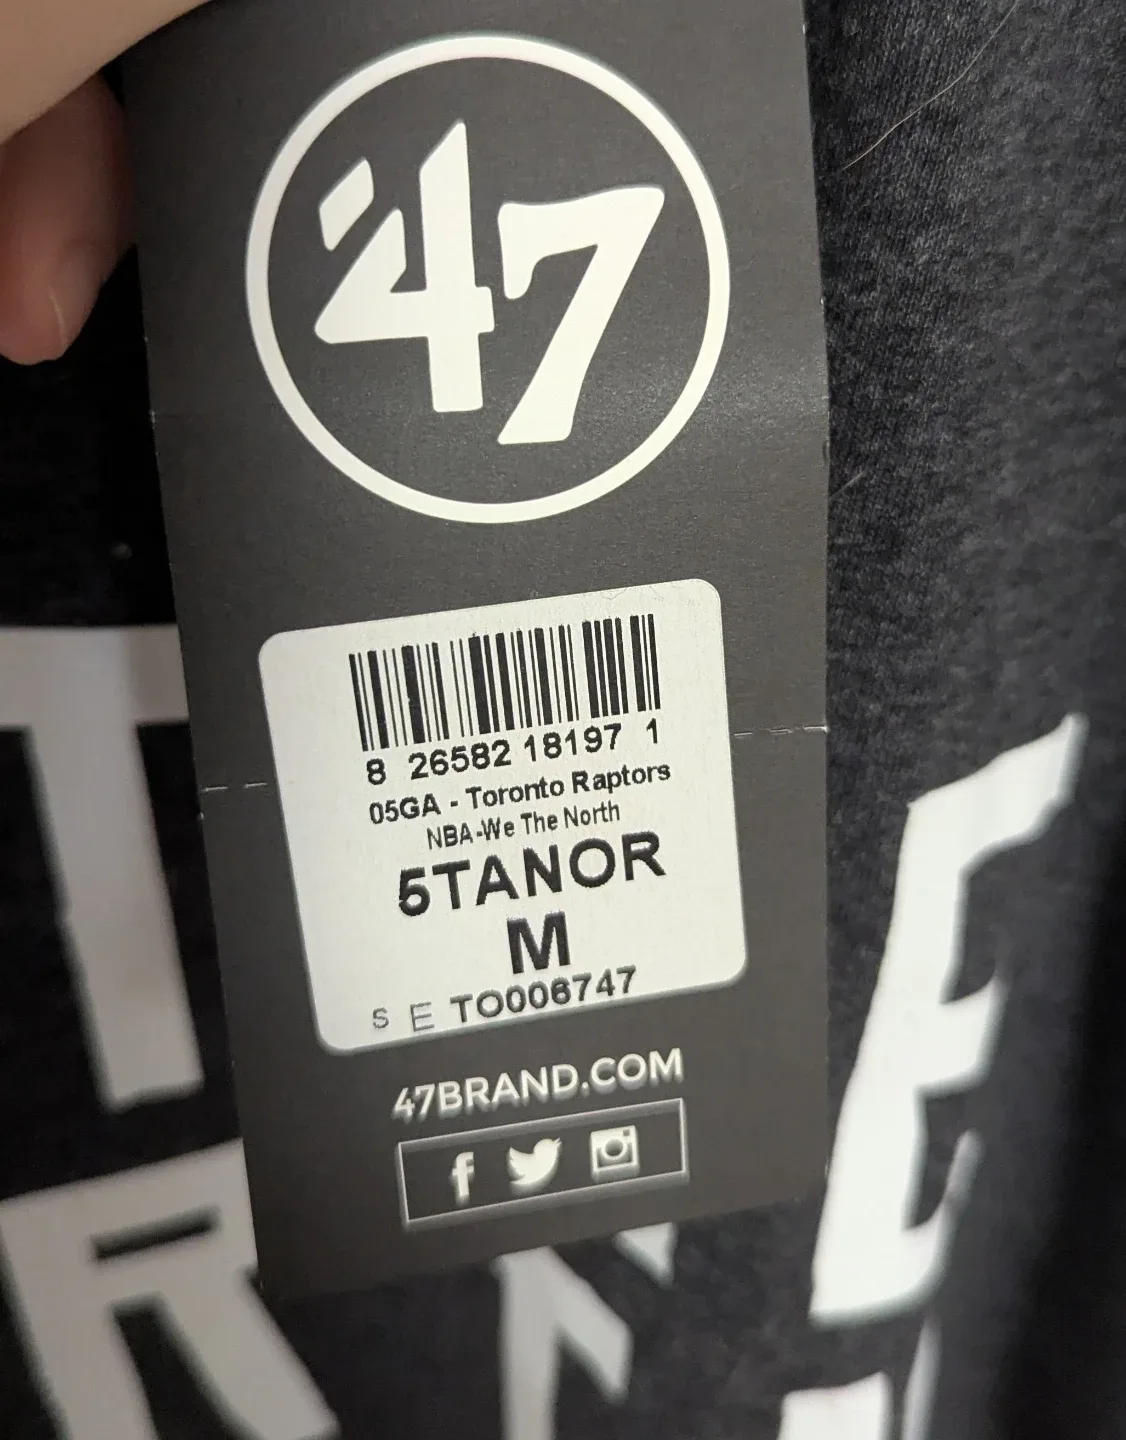 '47
8 26582 18197 1
05GA - Toronto Raptors
NBA-We The North
5TANOR
M
S E TO006747
47BRAND.COM